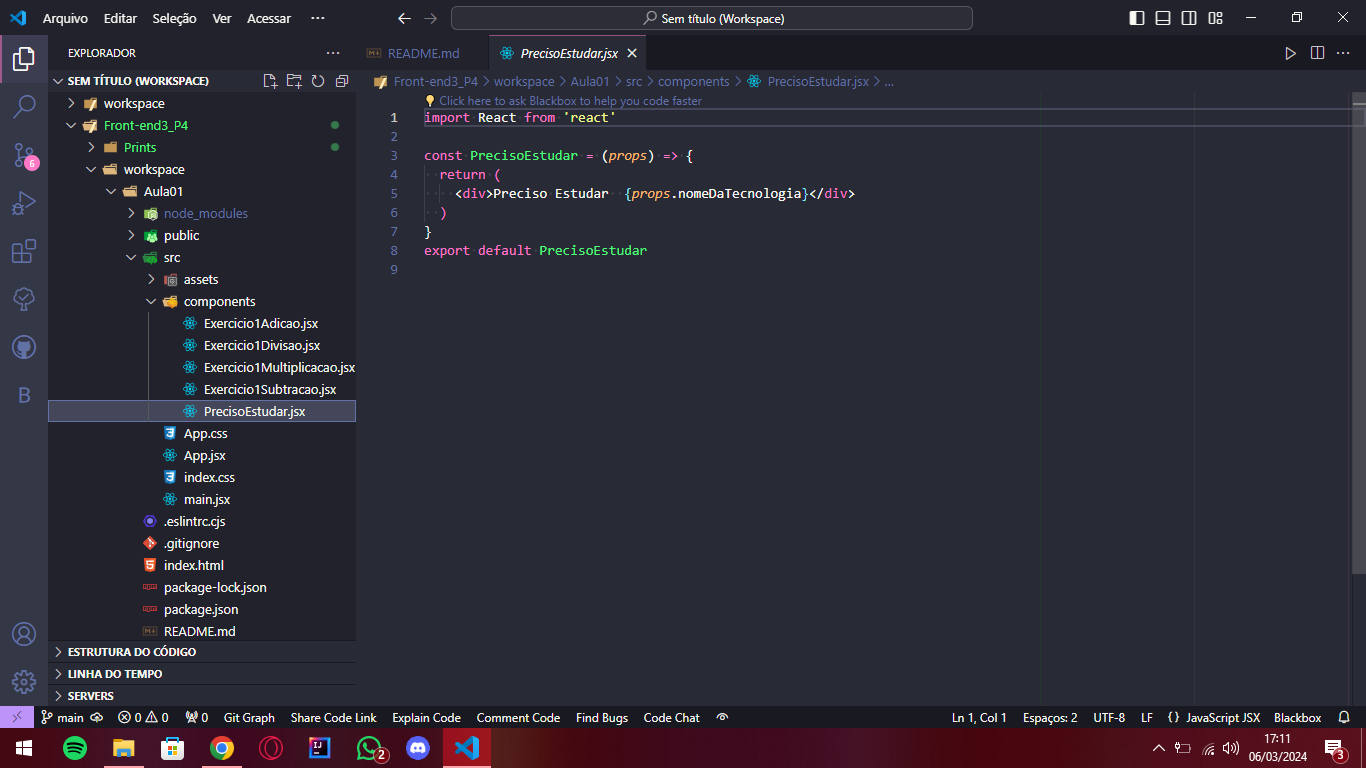 Arquivo Editar Seleção Ver Acessar ···
Sem título (Workspace)
EXPLORADOR
README.md
PrecisoEstudar.jsx
SEM TÍTULO (WORKSPACE)
Front-end3_P4 > workspace > Aula01 > src > components > PrecisoEstudar.jsx > ...
workspace
Front-end3_P4
Prints
workspace
Aula01
node_modules
public
src
assets
components
Exercicio1Adicao.jsx
Exercicio1Divisao.jsx
Exercicio1Multiplicacao.jsx
Exercicio1Subtracao.jsx
PrecisoEstudar.jsx
App.css
App.jsx
index.css
main.jsx
.eslintrc.cjs
.gitignore
index.html
package-lock.json
package.json
README.md
ESTRUTURA DO CÓDIGO
LINHA DO TEMPO
SERVERS
6
B
Click here to ask Blackbox to help you code faster
1 import React from 'react'
2
3 const PrecisoEstudar = (props) => {
4 return (
5 <div>Preciso Estudar  {props.nomeDaTecnologia}</div>
6 )
7 }
8 export default PrecisoEstudar
9
main 0 0 0 Git Graph Share Code Link Explain Code Comment Code Find Bugs Code Chat
Ln 1, Col 1 Espaços: 2 UTF-8 LF {} JavaScript JSX Blackbox
IJ
2
17:11
06/03/2024
3